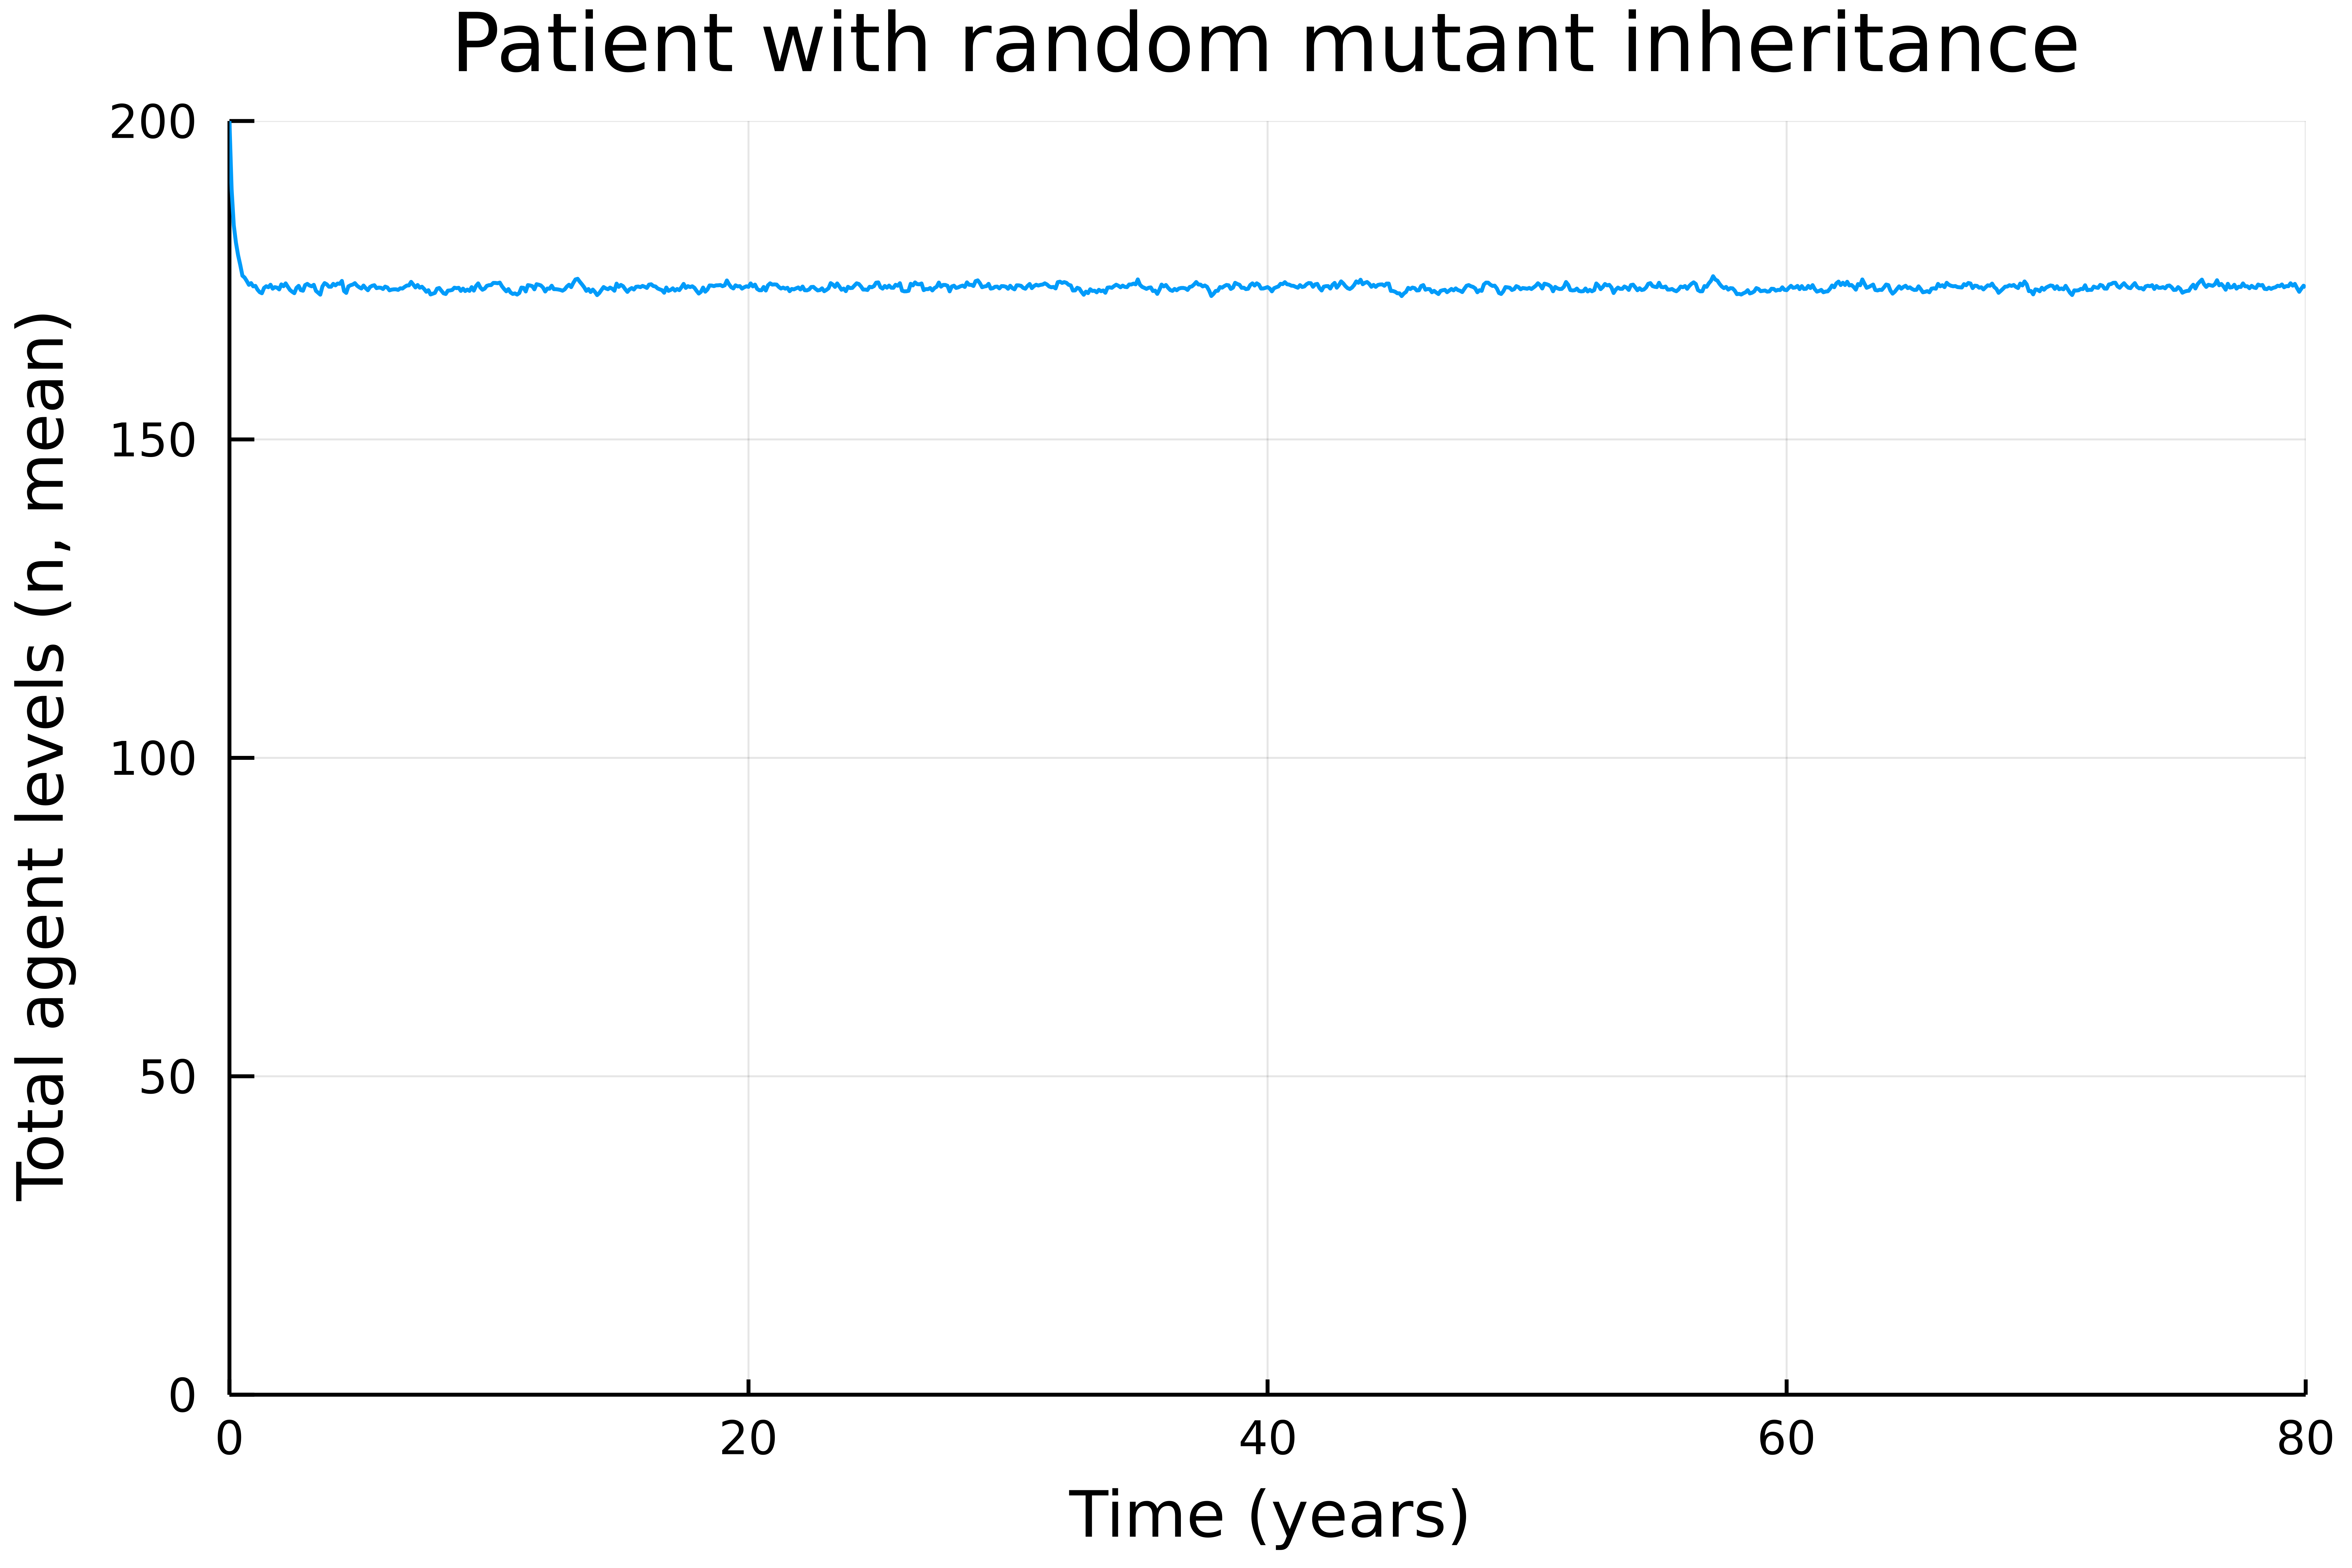 Patient with random mutant inheritance
Total agent levels (n, mean)
200
150
100
50
0
0 20 40 60 80
Time (years)